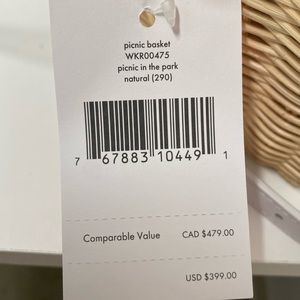 picnic basket
WKR00475
picnic in the park
natural (290)
7 67883 10449 1
Comparable Value CAD $479.00
USD $399.00